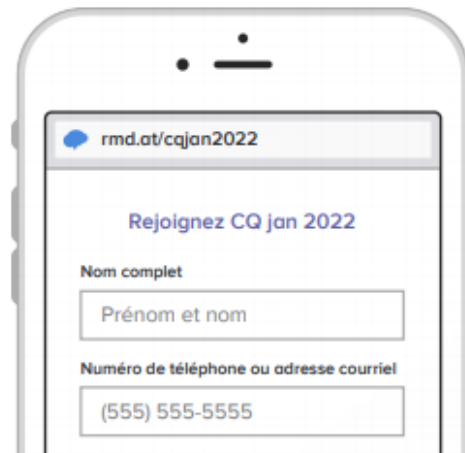 rmd.at/cqjan2022
Rejoignez CQ jan 2022
Nom complet
Prénom et nom
Numéro de téléphone ou adresse courriel
(555) 555-5555